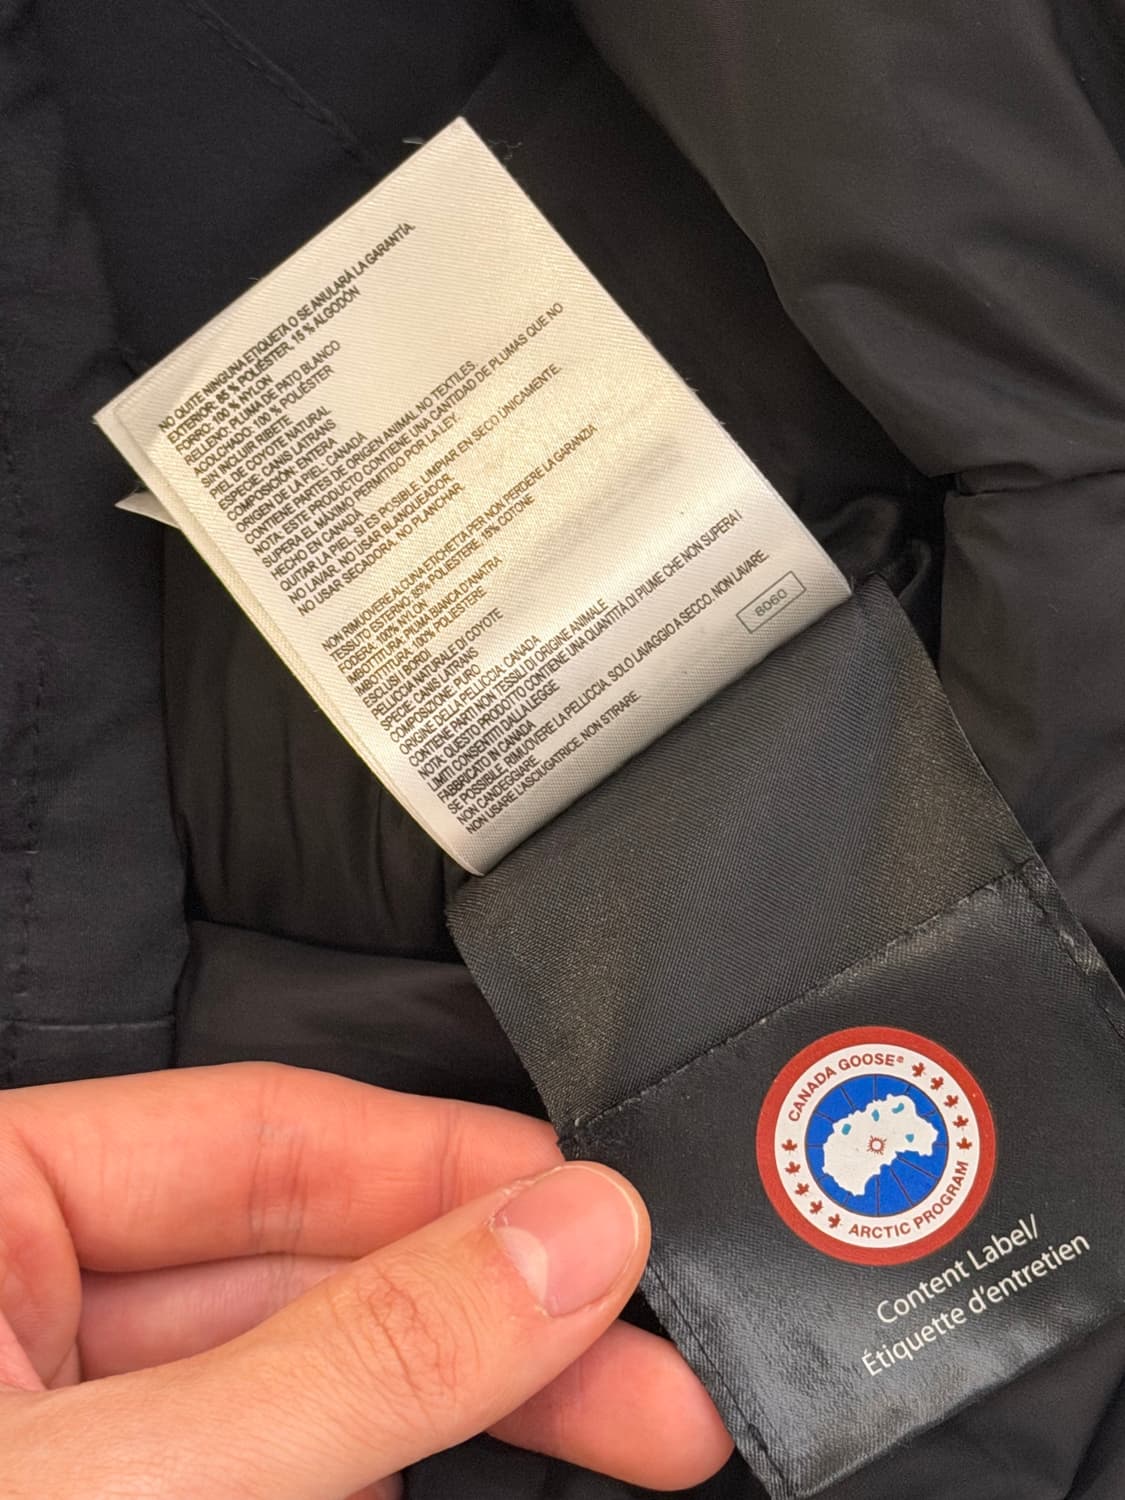 NO QUITE NINGUNA ETIQUETA O SE ANULARÁ LA GARANTÍA.
EXTERIOR: 85 % POLIÉSTER, 15 % ALGODÓN
FORRO: 100 % NYLON
RELLENO: PLUMA DE PATO BLANCO
ACOLCHADO: 100 % POLIÉSTER
SIN INCLUIR RIBETE
PIEL DE COYOTE NATURAL
ESPECIE: CANIS LATRANS
COMPOSICIÓN: ENTERA
ORIGEN DE LA PIEL: CANADÁ
CONTIENE PARTES DE ORIGEN ANIMAL NO TEXTILES.
NOTA: ESTE PRODUCTO CONTIENE UNA CANTIDAD DE PLUMAS QUE NO
SUPERA EL MÁXIMO PERMITIDO POR LA LEY.
HECHO EN CANADÁ
QUITAR LA PIEL, SI ES POSIBLE. LIMPIAR EN SECO ÚNICAMENTE.
NO LAVAR. NO USAR BLANQUEADOR.
NO USAR SECADORA. NO PLANCHAR.
NON RIMUOVERE ALCUNA ETICHETTA PER NON PERDERE LA GARANZIA
TESSUTO ESTERNO: 85% POLIESTERE, 15% COTONE
FODERA: 100% NYLON
IMBOTTITURA: PIUMA BIANCA D'ANATRA
IMBOTTITURA: 100% POLIESTERE
ESCLUSI I BORDI
PELLICCIA NATURALE DI COYOTE
SPECIE: CANIS LATRANS
COMPOSIZIONE: PURO
ORIGINE DELLA PELLICCIA: CANADA
CONTIENE PARTI NON TESSILI DI ORIGINE ANIMALE
NOTA: QUESTO PRODOTTO CONTIENE UNA QUANTITÀ DI PIUME CHE NON SUPERA I
LIMITI CONSENTITI DALLA LEGGE
FABBRICATO IN CANADA
SE POSSIBILE, RIMUOVERE LA PELLICCIA. SOLO LAVAGGIO A SECCO. NON LAVARE.
NON CANDEGGIARE.
NON USARE L'ASCIUGATRICE. NON STIRARE.
6060
CANADA GOOSE®
ARCTIC PROGRAM
Content Label/
Étiquette d'entretien